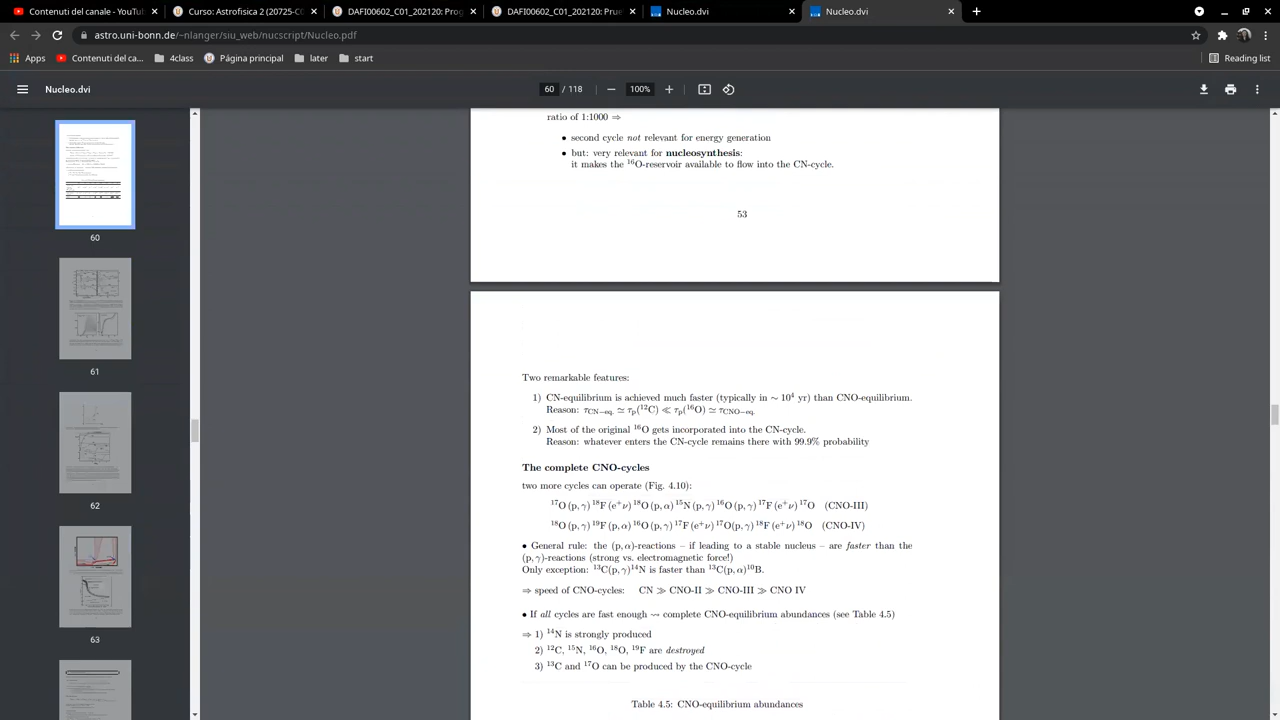 Contenuti del canale - YouTu
Curso: Astrofisica 2 (20725-C
DAFI00602_C01_202120: Prog
DAFI00602_C01_202120: Prue
Nucleo.dvi
Nucleo.dvi
astro.uni-bonn.de/~nlanger/siu_web/nucscript/Nucleo.pdf
Apps
Contenuti del ca...
4class
Página principal
later
start
Reading list
Nucleo.dvi
60 / 118
100%
60
61
62
63
ratio of 1:1000 ⇒
• second cycle not relevant for energy generation
• but: very relevant for nucleosynthesis:
it makes the ¹⁶O-reservoir available to flow into the CN-cycle.
53
Two remarkable features:
1) CN-equilibrium is achieved much faster (typically in ∼ 10⁴ yr) than CNO-equilibrium.
Reason: τCN−eq. ≃ τp(¹²C) ≪ τp(¹⁶O) ≃ τCNO−eq.
2) Most of the original ¹⁶O gets incorporated into the CN-cycle.
Reason: whatever enters the CN-cycle remains there with 99.9% probability
The complete CNO-cycles
two more cycles can operate (Fig. 4.10):
¹⁷O (p, γ) ¹⁸F (e⁺ν) ¹⁸O (p, α) ¹⁵N (p, γ) ¹⁶O (p, γ) ¹⁷F (e⁺ν) ¹⁷O (CNO-III)
¹⁸O (p, γ) ¹⁹F (p, α) ¹⁶O (p, γ) ¹⁷F (e⁺ν) ¹⁷O(p, γ) ¹⁸F (e⁺ν) ¹⁸O (CNO-IV)
• General rule: the (p, α)-reactions – if leading to a stable nucleus – are faster than the
(p, γ)-reactions (strong vs. electromagnetic force!)
Only exception: ¹³C(p, γ)¹⁴N is faster than ¹³C(p, α)¹⁰B.
⇒ speed of CNO-cycles: CN ≫ CNO-II ≫ CNO-III ≫ CNO IV
• If all cycles are fast enough ⇝ complete CNO-equilibrium abundances (see Table 4.5)
⇒ 1) ¹⁴N is strongly produced
2) ¹²C, ¹⁵N, ¹⁶O, ¹⁸O, ¹⁹F are destroyed
3) ¹³C and ¹⁷O can be produced by the CNO-cycle
Table 4.5: CNO-equilibrium abundances